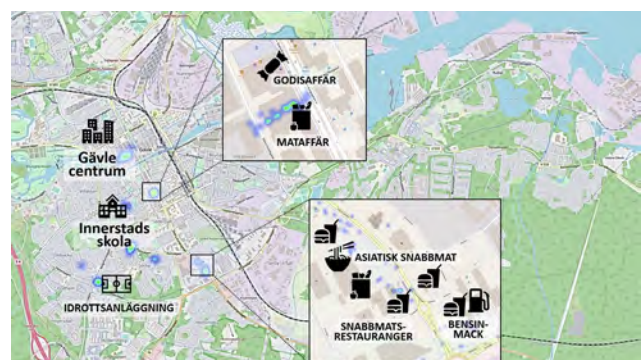 GODISAFFÄR
MATAFFÄR
Gävle
centrum
Innerstads
skola
IDROTTSANLÄGGNING
ASIATISK SNABBMAT
SNABBMATS-
RESTAURANGER
BENSIN-
MACK